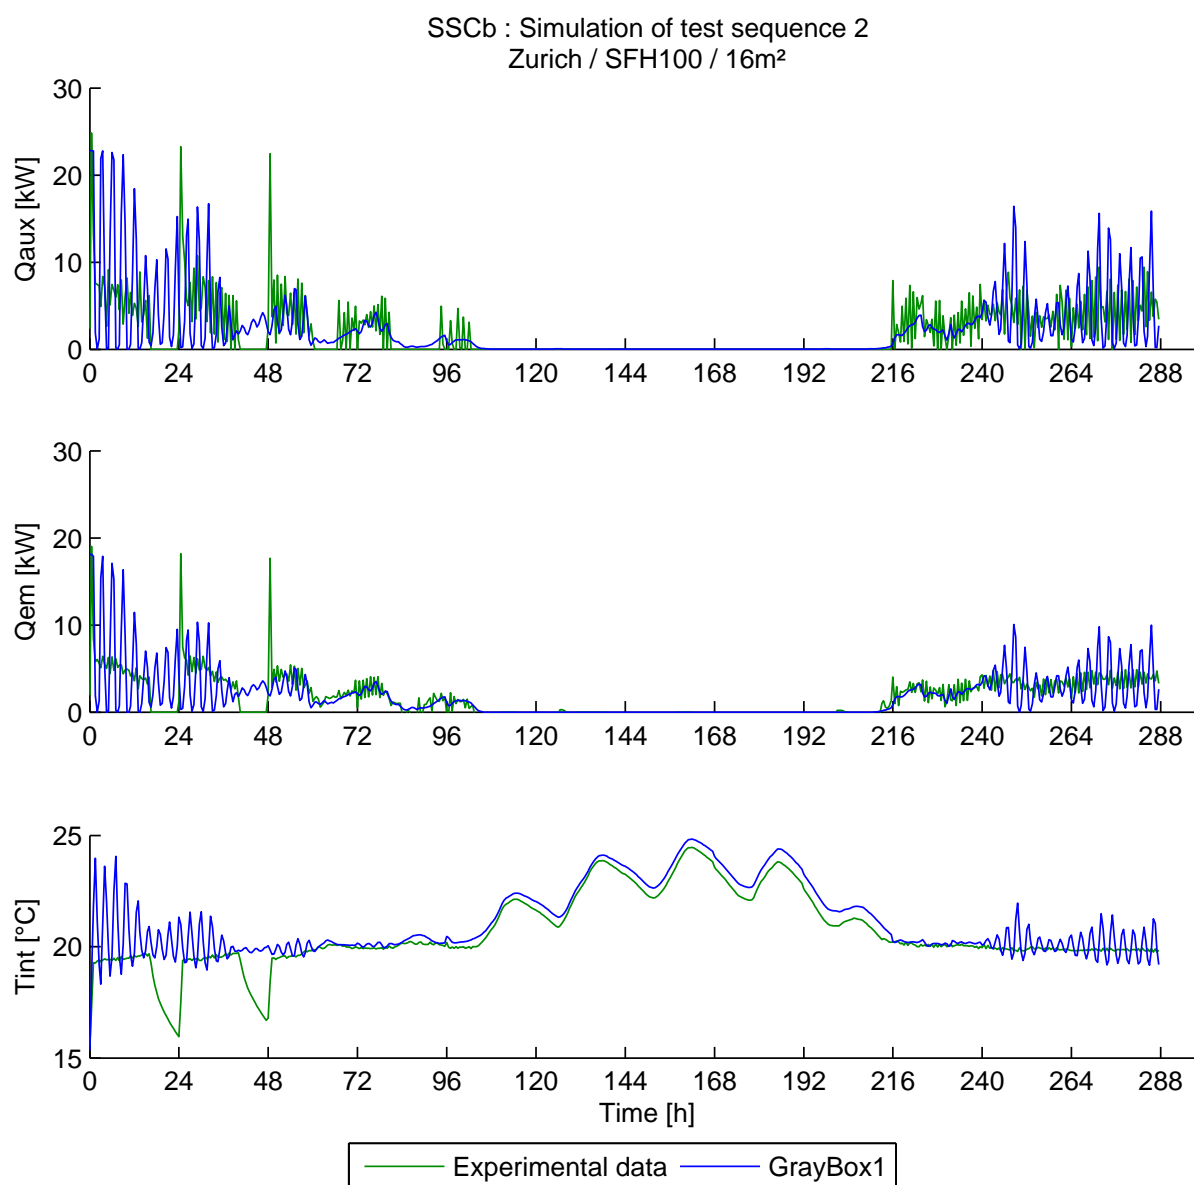 SSCb : Simulation of test sequence 2
Zurich / SFH100 / 16m²
30
20
10
0
Qaux [kW]
0 24 48 72 96 120 144 168 192 216 240 264 288
30
20
10
0
Qem [kW]
0 24 48 72 96 120 144 168 192 216 240 264 288
25
20
15
Tint [°C]
0 24 48 72 96 120 144 168 192 216 240 264 288
Time [h]
Experimental data GrayBox1